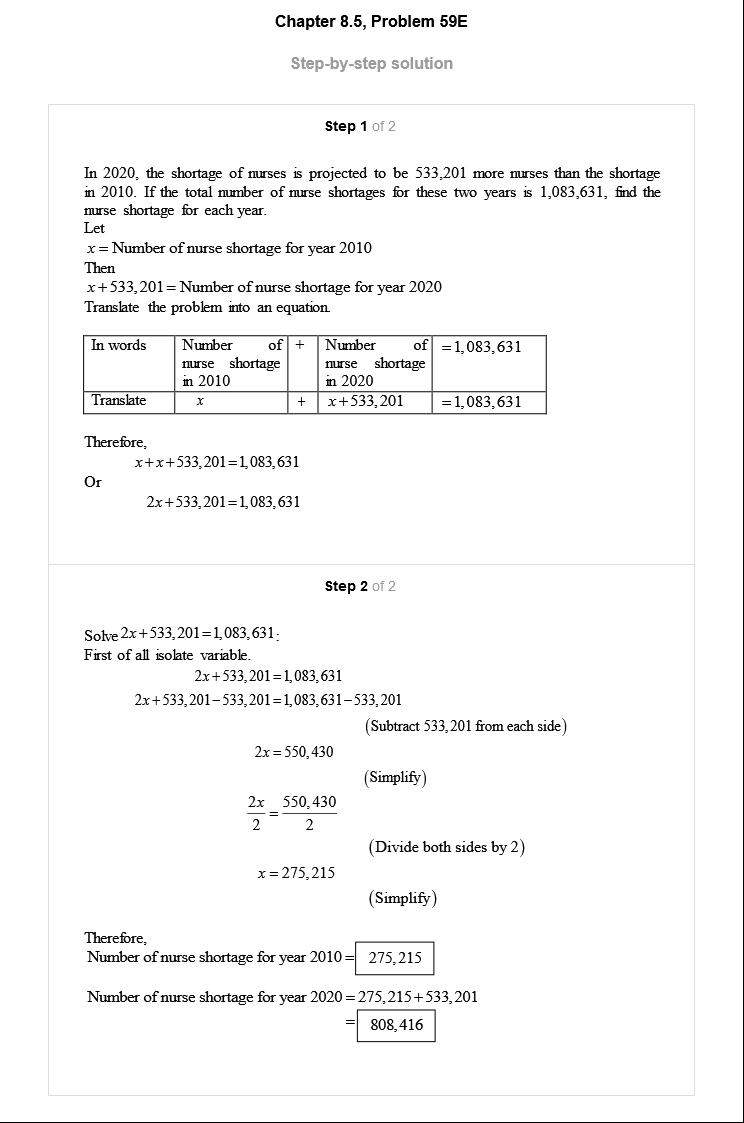 Chapter 8.5, Problem 59E
Step-by-step solution
Step 1 of 2
In 2020, the shortage of nurses is projected to be 533,201 more nurses than the shortage
in 2010. If the total number of nurse shortages for these two years is 1,083,631, find the
nurse shortage for each year.
Let
x = Number of nurse shortage for year 2010
Then
x+533,201 = Number of nurse shortage for year 2020
Translate the problem into an equation.
In words | Number of nurse shortage in 2010 | + | Number of nurse shortage in 2020 | =1,083,631
Translate | x | + | x+533,201 | =1,083,631
Therefore,
x+x+533,201=1,083,631
Or
2x+533,201=1,083,631
Step 2 of 2
Solve 2x+533,201=1,083,631:
First of all isolate variable.
2x+533,201=1,083,631
2x+533,201−533,201=1,083,631−533,201
(Subtract 533,201 from each side)
2x=550,430
(Simplify)
2x/2 = 550,430/2
(Divide both sides by 2)
x=275,215
(Simplify)
Therefore,
Number of nurse shortage for year 2010= 275,215
Number of nurse shortage for year 2020=275,215+533,201
= 808,416